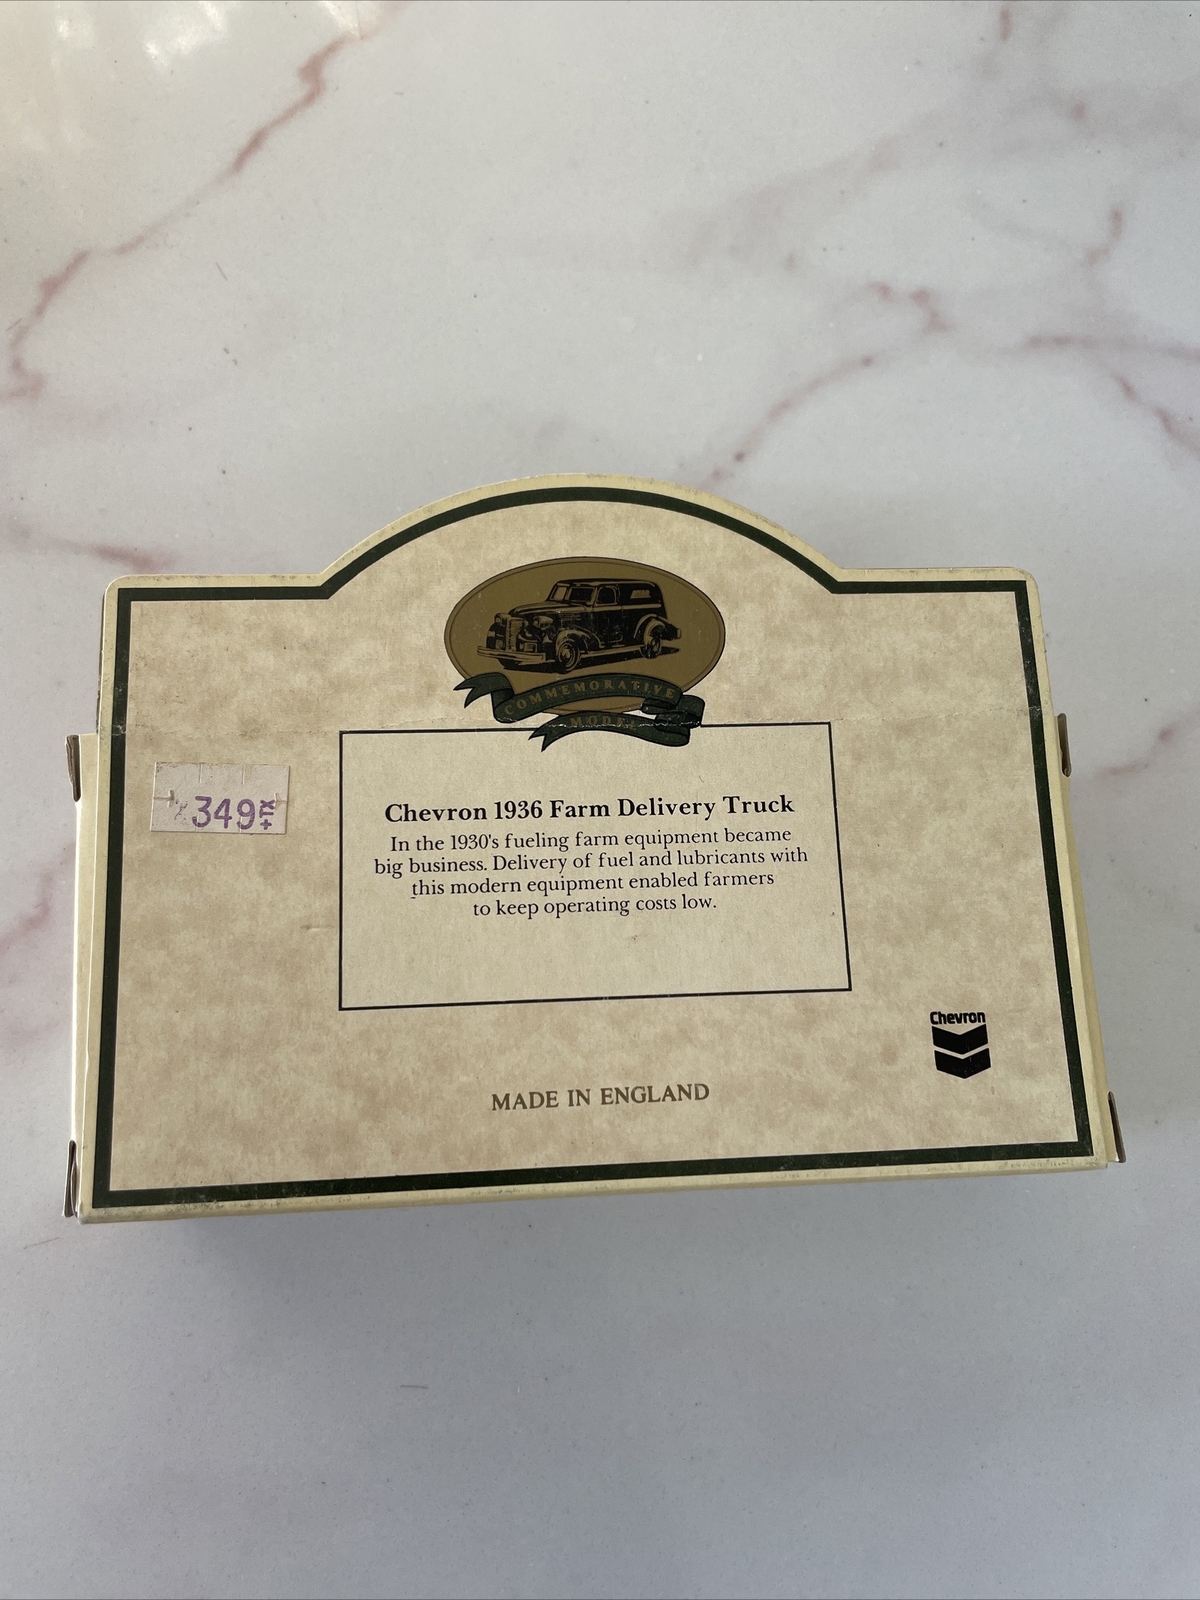 COMMEMORATIVE
MODEL
349
Chevron 1936 Farm Delivery Truck
In the 1930's fueling farm equipment became
big business. Delivery of fuel and lubricants with
this modern equipment enabled farmers
to keep operating costs low.
Chevron
MADE IN ENGLAND